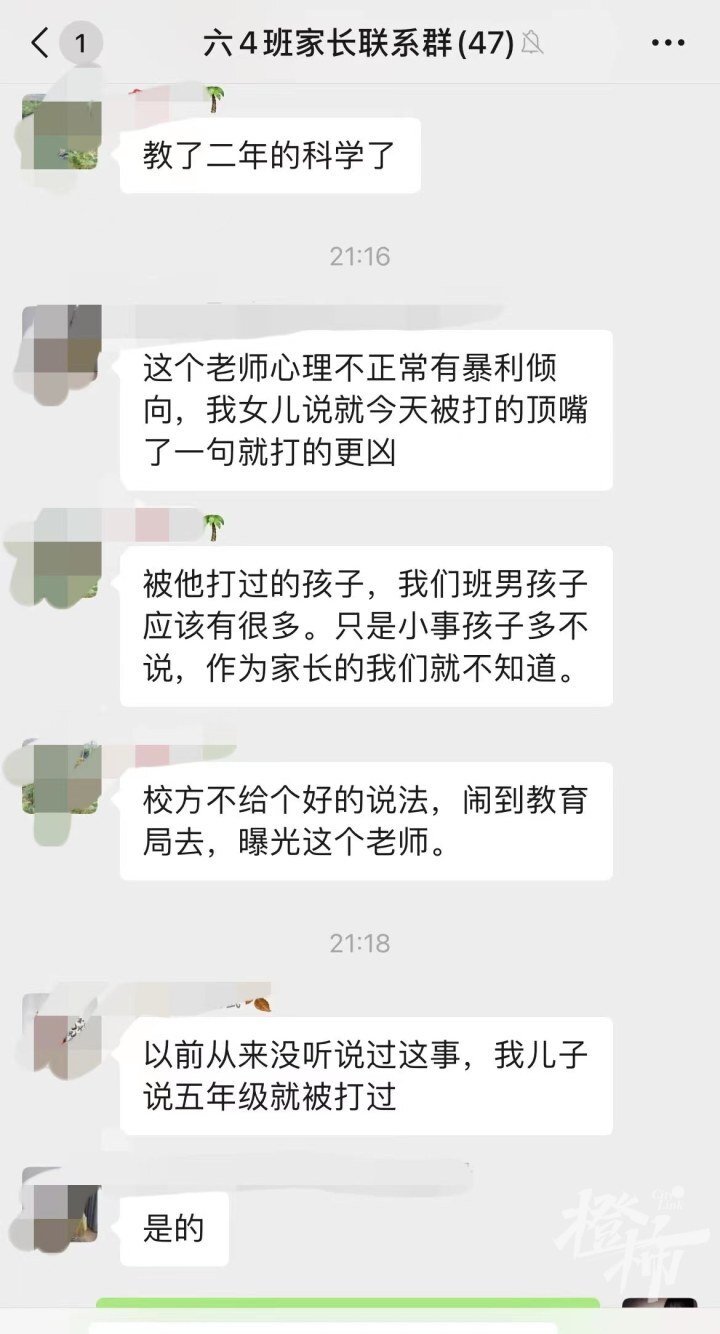 1
六4班家长联系群(47)
教了二年的科学了
21:16
这个老师心理不正常有暴利倾
向，我女儿说就今天被打的顶嘴
了一句就打的更凶
被他打过的孩子，我们班男孩子
应该有很多。只是小事孩子多不
说，作为家长的我们就不知道。
校方不给个好的说法，闹到教育
局去，曝光这个老师。
21:18
以前从来没听说过这事，我儿子
说五年级就被打过
是的
橙柿